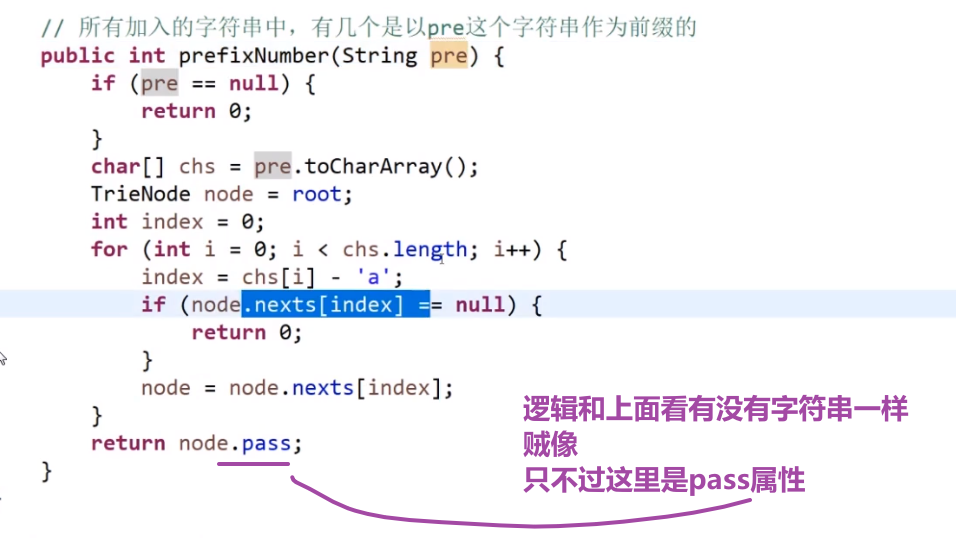 // 所有加入的字符串中，有几个是以pre这个字符串作为前缀的
public int prefixNumber(String pre) {
if (pre == null) {
return 0;
}
char[] chs = pre.toCharArray();
TrieNode node = root;
int index = 0;
for (int i = 0; i < chs.length; i++) {
index = chs[i] - 'a';
if (node.nexts[index] == null) {
return 0;
}
node = node.nexts[index];
}
return node.pass;
}
逻辑和上面看有没有字符串一样
贼像
只不过这里是pass属性